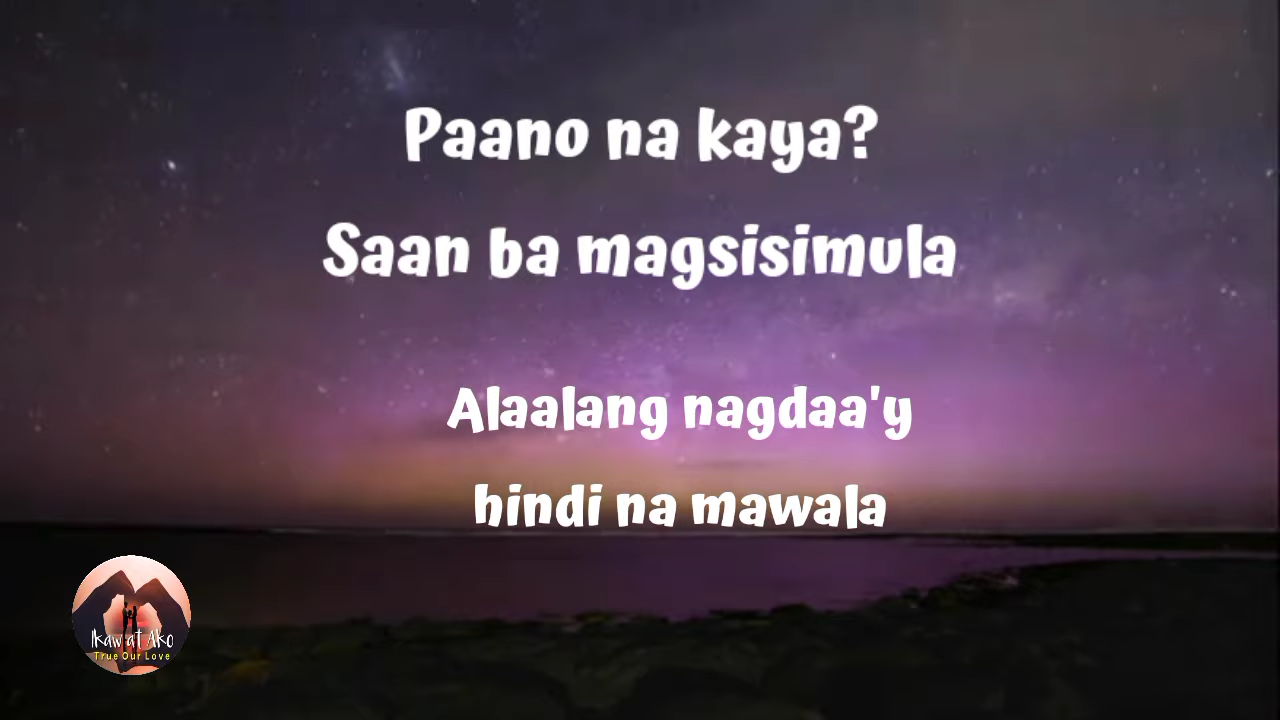 Paano na kaya?
Saan ba magsisimula
Alaalang nagdaa'y
hindi na mawala
Ikaw at Ako
True Our Love